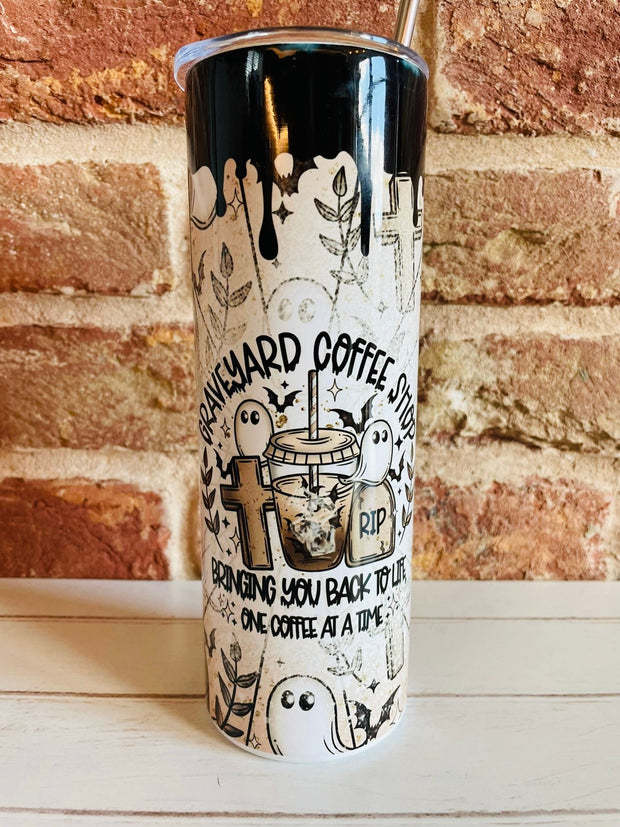 GRAVEYARD COFFEE SHOP
RIP
BRINGING YOU BACK TO LIFE
ONE COFFEE AT A TIME